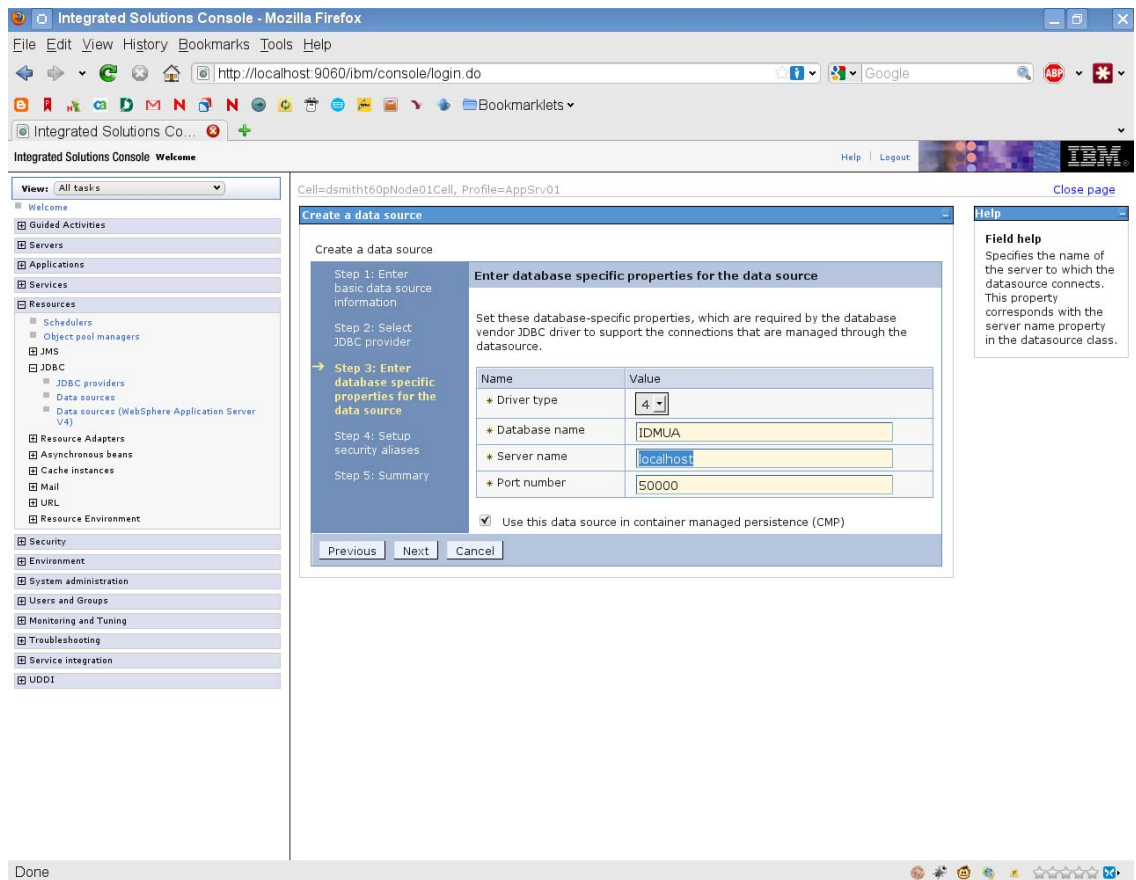 Integrated Solutions Console - Mozilla Firefox
File Edit View History Bookmarks Tools Help
http://localhost:9060/ibm/console/login.do
Google
ABP
Bookmarklets
Integrated Solutions Co...
Integrated Solutions Console Welcome
Help | Logout
IBM.
View: All tasks
Welcome
Guided Activities
Servers
Applications
Services
Resources
Schedulers
Object pool managers
JMS
JDBC
JDBC providers
Data sources
Data sources (WebSphere Application Server
V4)
Resource Adapters
Asynchronous beans
Cache instances
Mail
URL
Resource Environment
Security
Environment
System administration
Users and Groups
Monitoring and Tuning
Troubleshooting
Service integration
UDDI
Cell=dsmitht60pNode01Cell, Profile=AppSrv01
Close page
Create a data source
Create a data source
Step 1: Enter
basic data source
information
Step 2: Select
JDBC provider
Step 3: Enter
database specific
properties for the
data source
Step 4: Setup
security aliases
Step 5: Summary
Enter database specific properties for the data source
Set these database-specific properties, which are required by the database
vendor JDBC driver to support the connections that are managed through the
datasource.
Name Value
* Driver type 4
* Database name IDMUA
* Server name localhost
* Port number 50000
Use this data source in container managed persistence (CMP)
Previous Next Cancel
Help
Field help
Specifies the name of
the server to which the
datasource connects.
This property
corresponds with the
server name property
in the datasource class.
Done